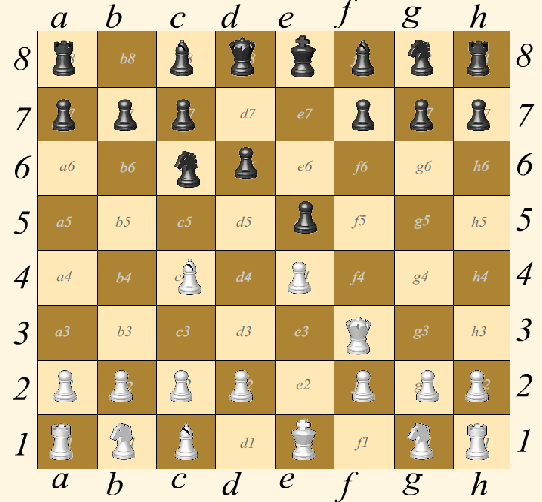 a b c d e f g h
8 b8 8
7 d7 e7 7
6 a6 b6 e6 f6 g6 h6 6
5 a5 b5 c5 d5 f5 g5 h5 5
4 a4 b4 d4 f4 g4 h4 4
3 a3 b3 c3 d3 e3 g3 h3 3
2 e2 2
1 d1 f1 1
a b c d e f g h